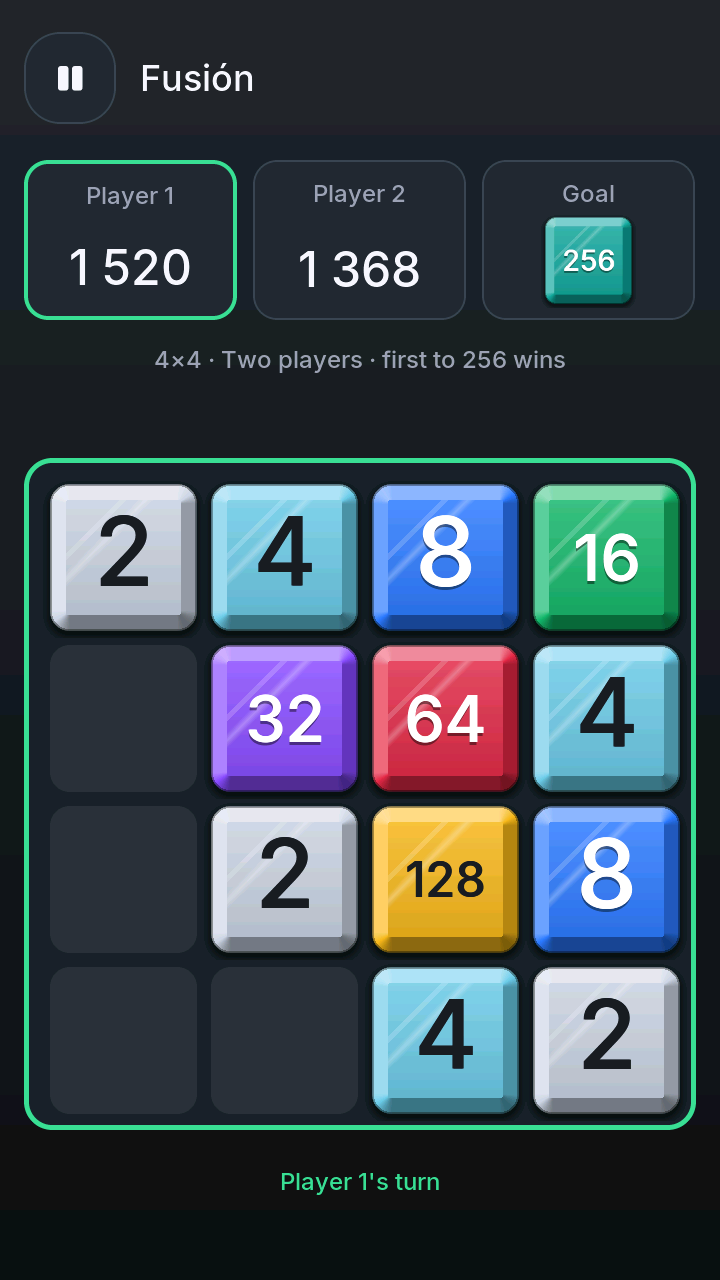 Fusión
Player 1 Player 2 Goal
1 520 1 368 256
4×4 · Two players · first to 256 wins
2 4 8 16
32 64 4
2 128 8
4 2
Player 1's turn